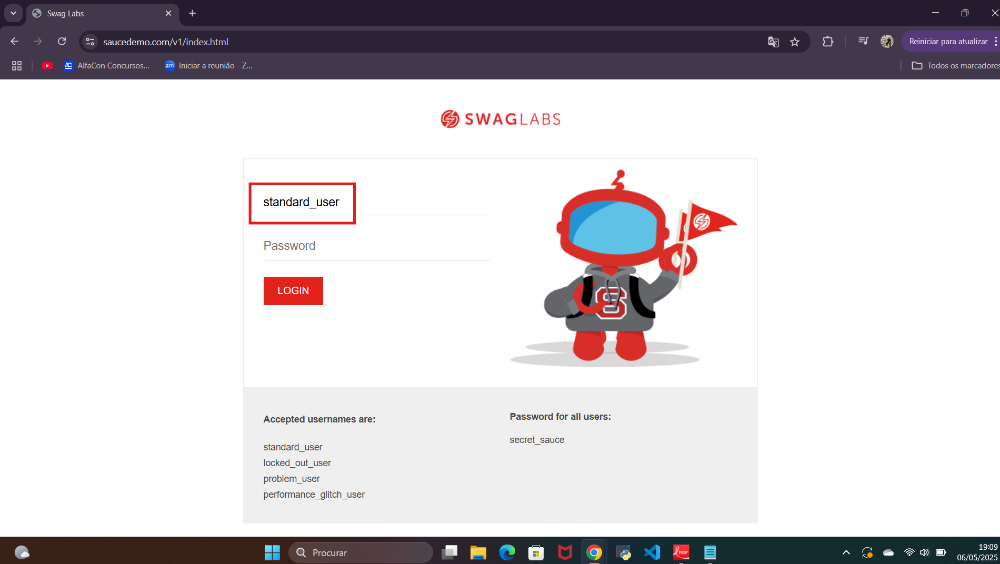 Swag Labs
saucedemo.com/v1/index.html
Reiniciar para atualizar
AlfaCon Concursos...
zm
Iniciar a reunião - Z...
Todos os marcadores
SWAGLABS
standard_user
Password
LOGIN
S
Accepted usernames are:
standard_user
locked_out_user
problem_user
performance_glitch_user
Password for all users:
secret_sauce
Procurar
PDF
19:09
06/05/2025